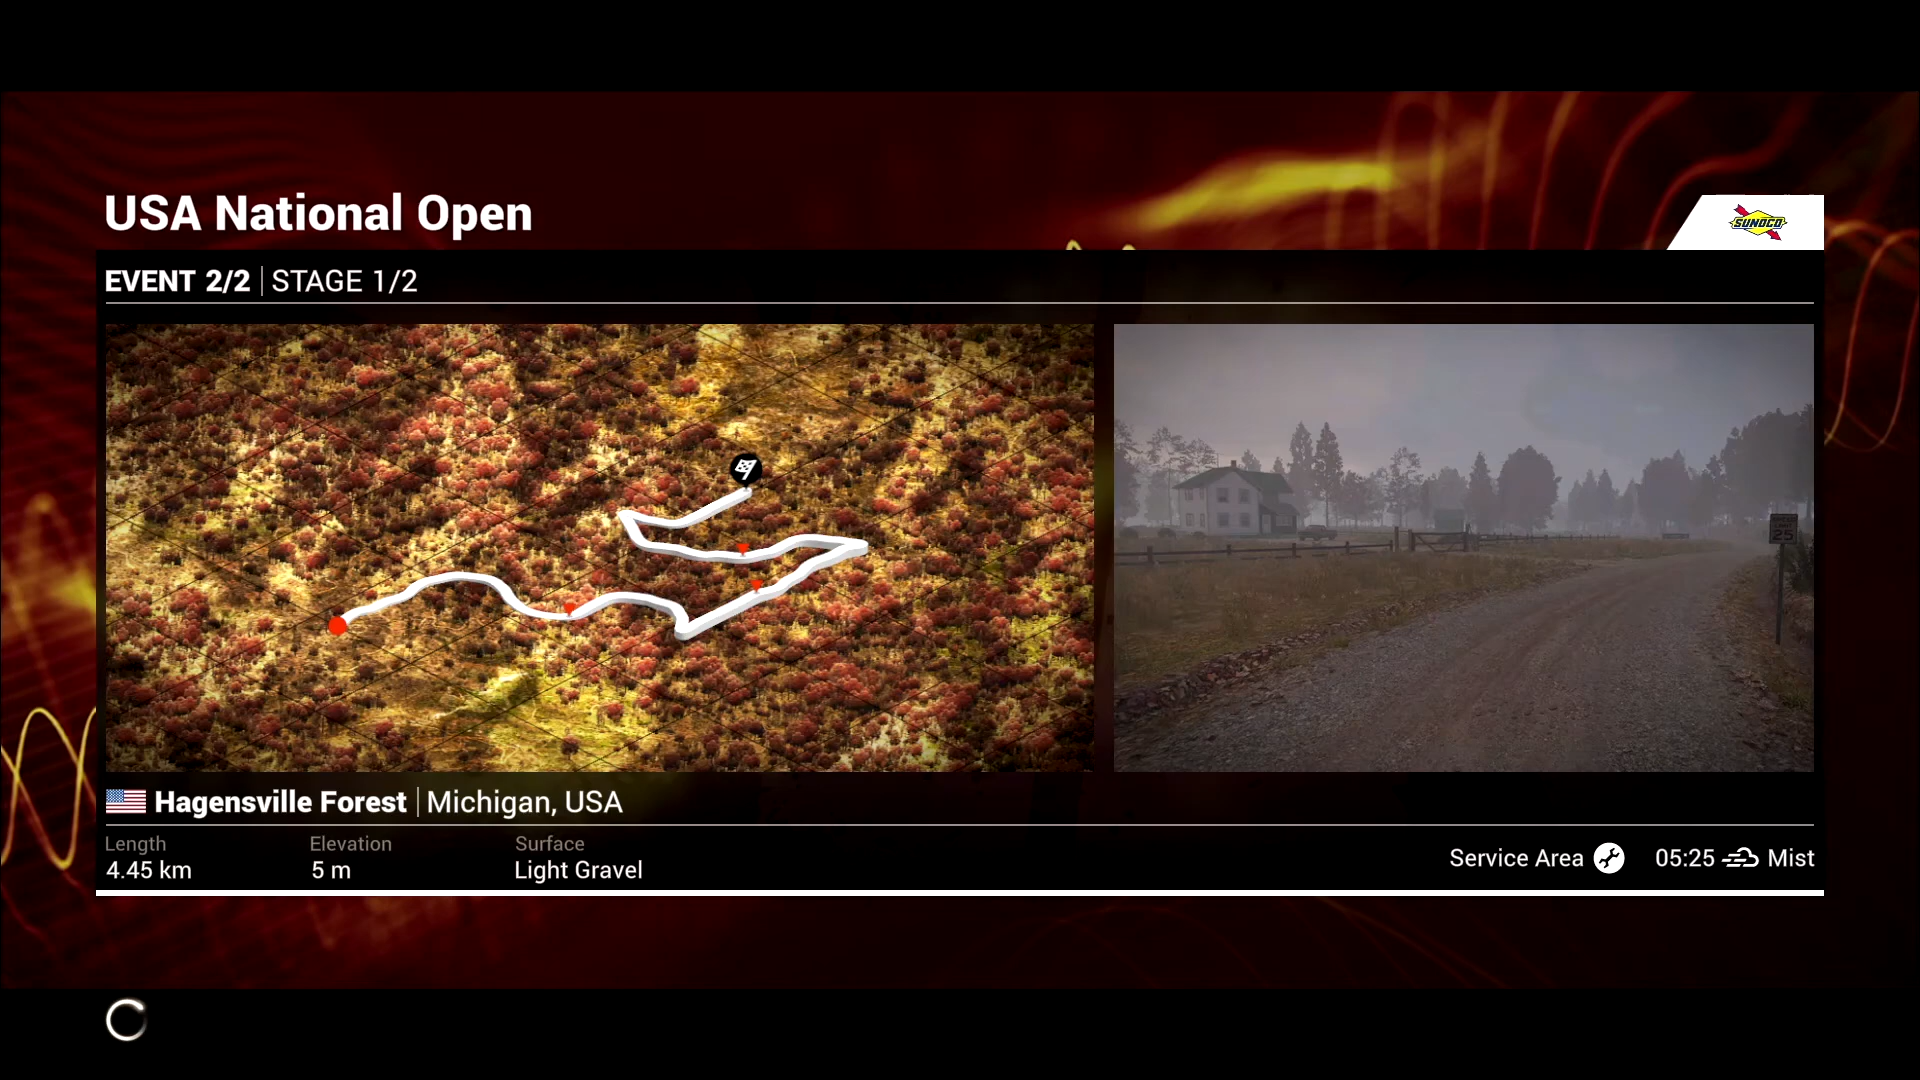 USA National Open
SUNOCO
EVENT 2/2 | STAGE 1/2
25
Hagensville Forest | Michigan, USA
Length
4.45 km
Elevation
5 m
Surface
Light Gravel
Service Area
05:25 Mist